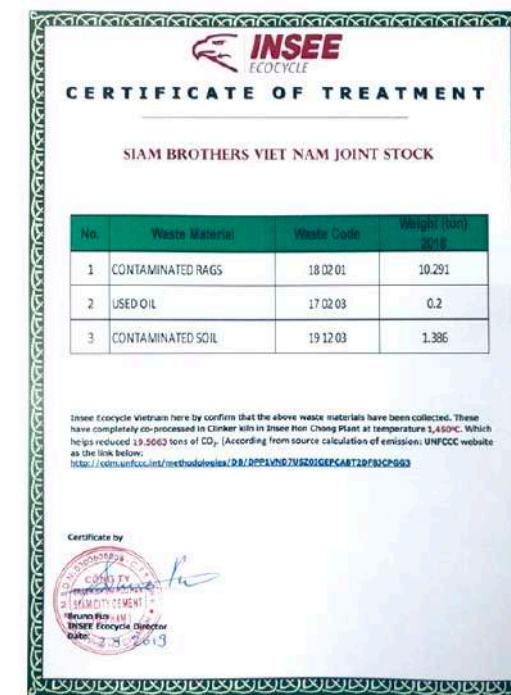 INSEE
ECOCYCLE
CERTIFICATE OF TREATMENT
SIAM BROTHERS VIET NAM JOINT STOCK
No. Waste Material Waste Code Weight (ton) 2018
1 CONTAMINATED RAGS 18 02 01 10.291
2 USED OIL 17 02 03 0.2
3 CONTAMINATED SOIL 19 12 03 1.386
Insee Ecocycle Vietnam here by confirm that the above waste materials have been collected. These
have completely co-processed in Clinker kiln in Insee Hon Chong Plant at temperature 1,450°C. Which
helps reduced 19.5063 tons of CO₂. (According from source calculation of emission: UNFCCC website
as the link below:
Certificate by
CÔNG TY
SIAM CITY CEMENT
Bruno Fux
INSEE Ecocycle Director
Date: